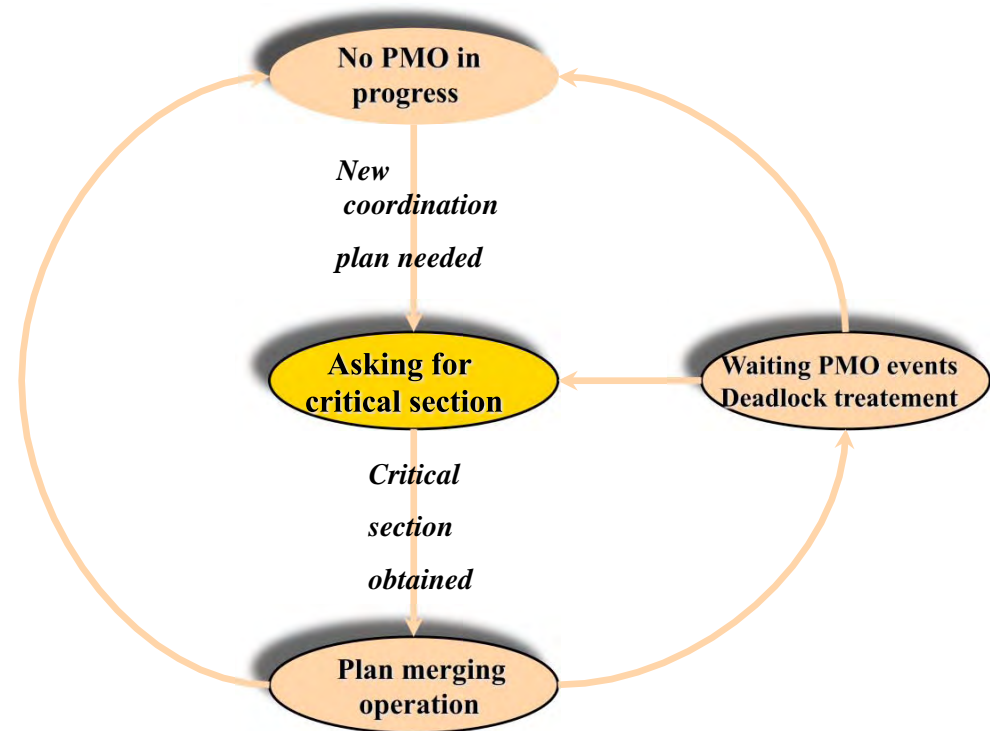 No PMO in
progress
New
coordination
plan needed
Asking for
critical section
Waiting PMO events
Deadlock treatement
Critical
section
obtained
Plan merging
operation